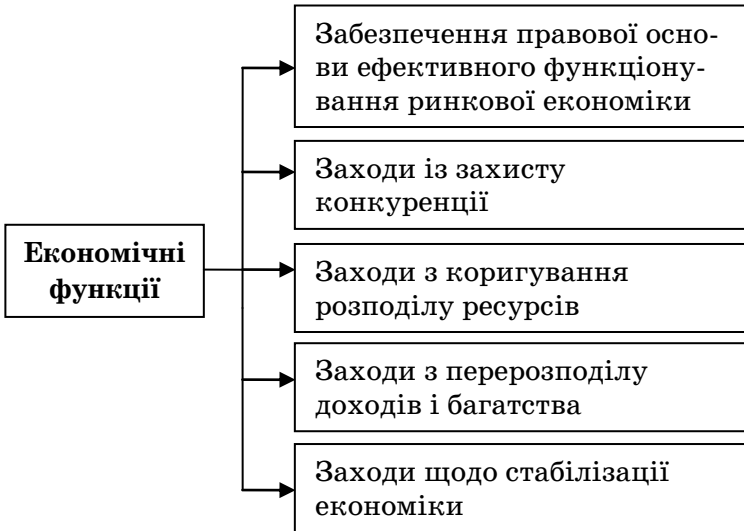 Забезпечення правової осно-
ви ефективного функціону-
вання ринкової економіки
Заходи із захисту
конкуренції
Економічні
функції
Заходи з коригування
розподілу ресурсів
Заходи з перерозподілу
доходів і багатства
Заходи щодо стабілізації
економіки